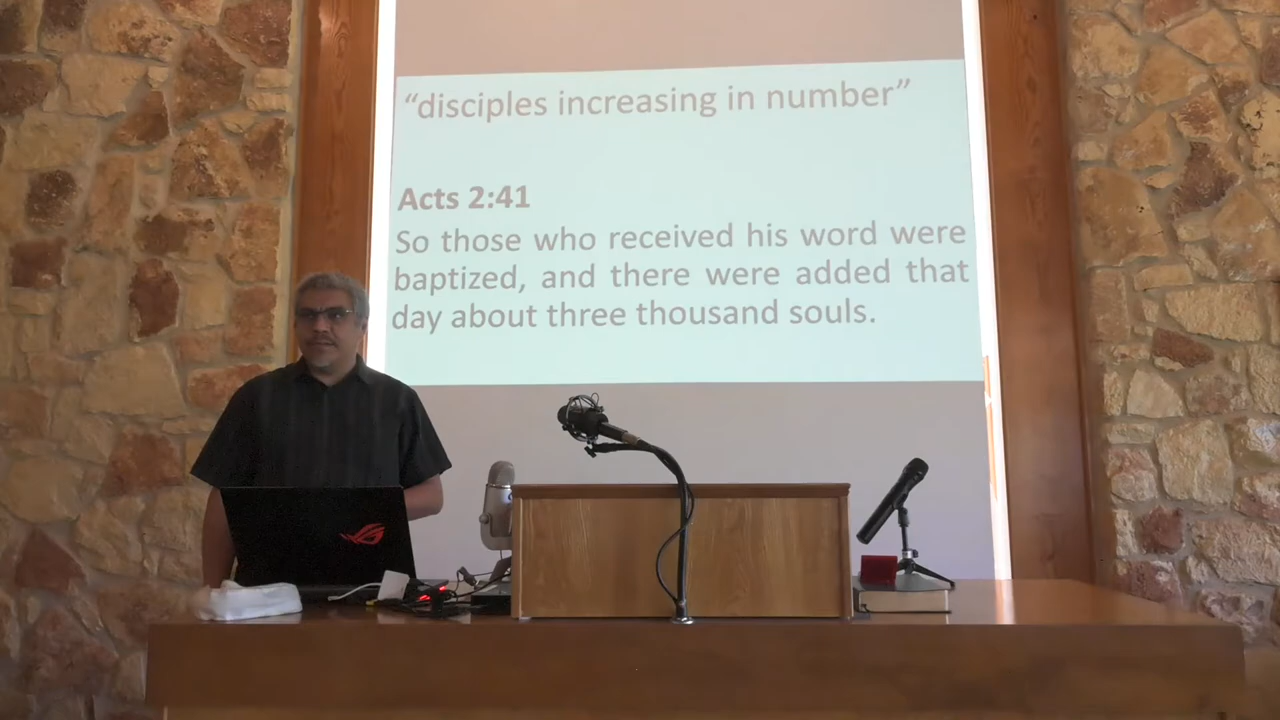 “disciples increasing in number”
Acts 2:41
So those who received his word were
baptized, and there were added that
day about three thousand souls.